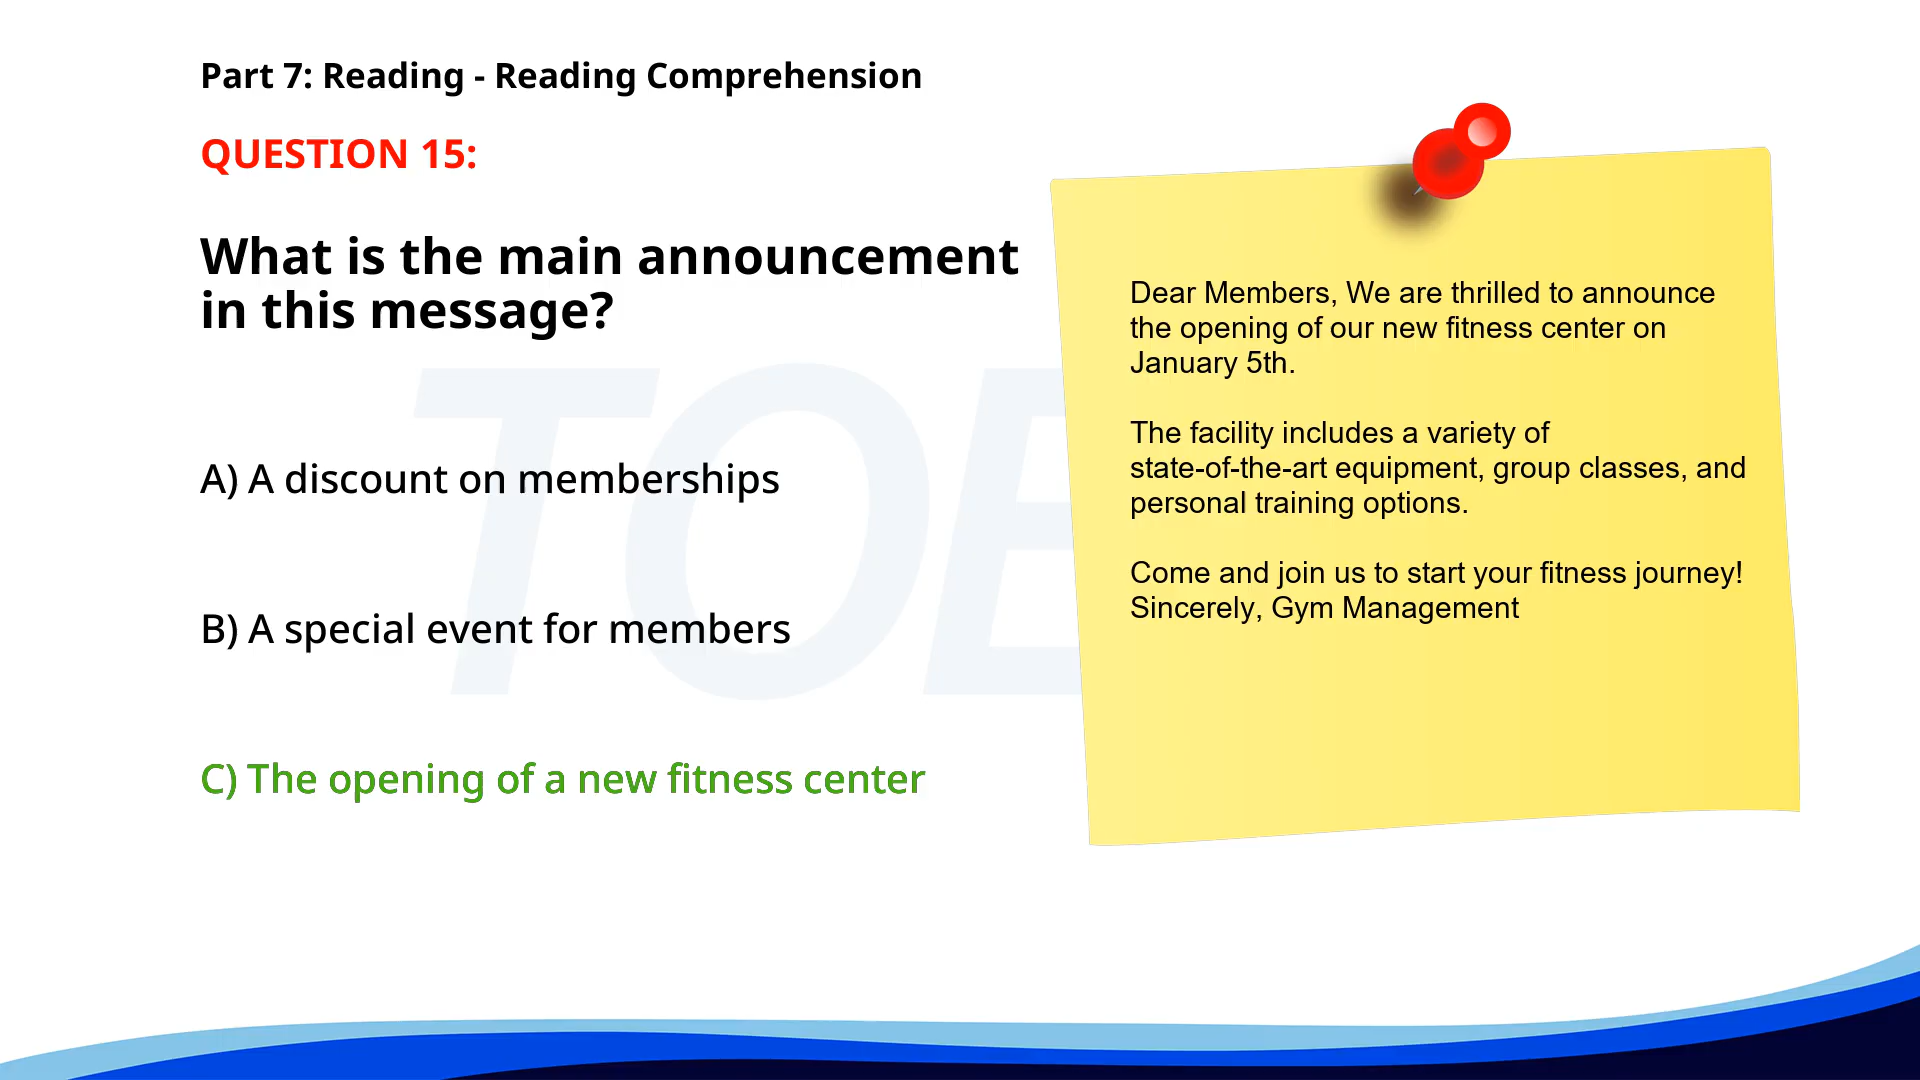 Part 7: Reading - Reading Comprehension
QUESTION 15:
What is the main announcement
in this message?
A) A discount on memberships
B) A special event for members
C) The opening of a new fitness center
Dear Members, We are thrilled to announce
the opening of our new fitness center on
January 5th.
The facility includes a variety of
state-of-the-art equipment, group classes, and
personal training options.
Come and join us to start your fitness journey!
Sincerely, Gym Management